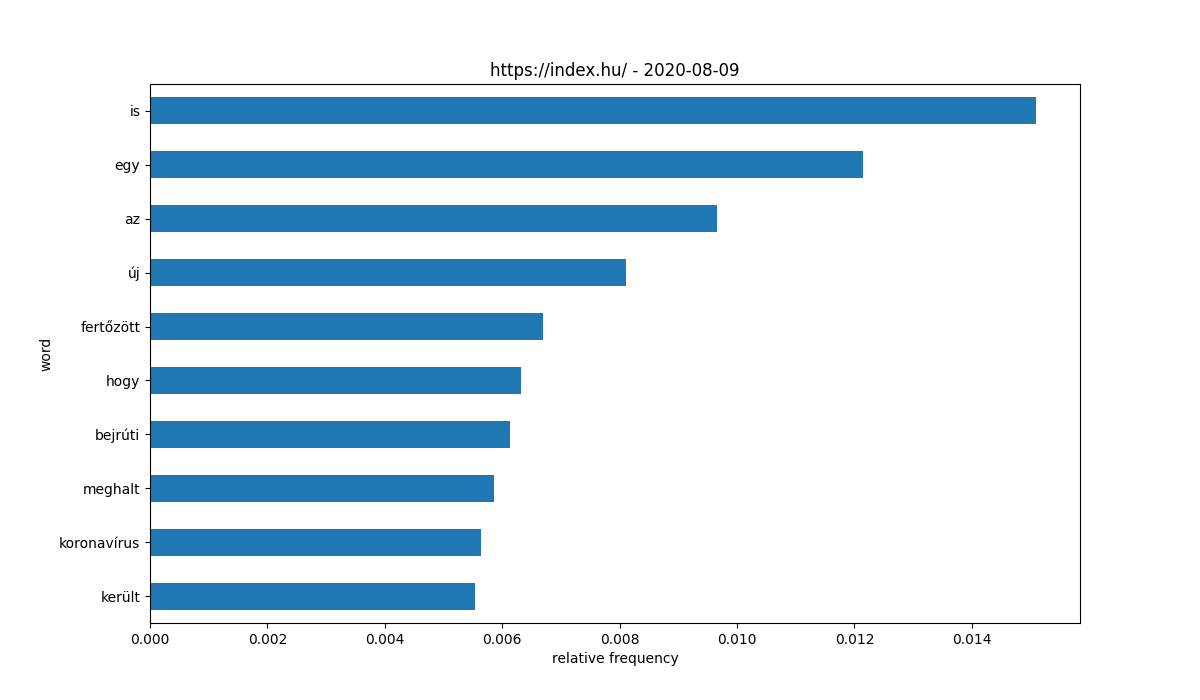 https://index.hu/ - 2020-08-09
is
egy
az
új
fertőzött
hogy
bejrúti
meghalt
koronavírus
került
word
0.000 0.002 0.004 0.006 0.008 0.010 0.012 0.014
relative frequency